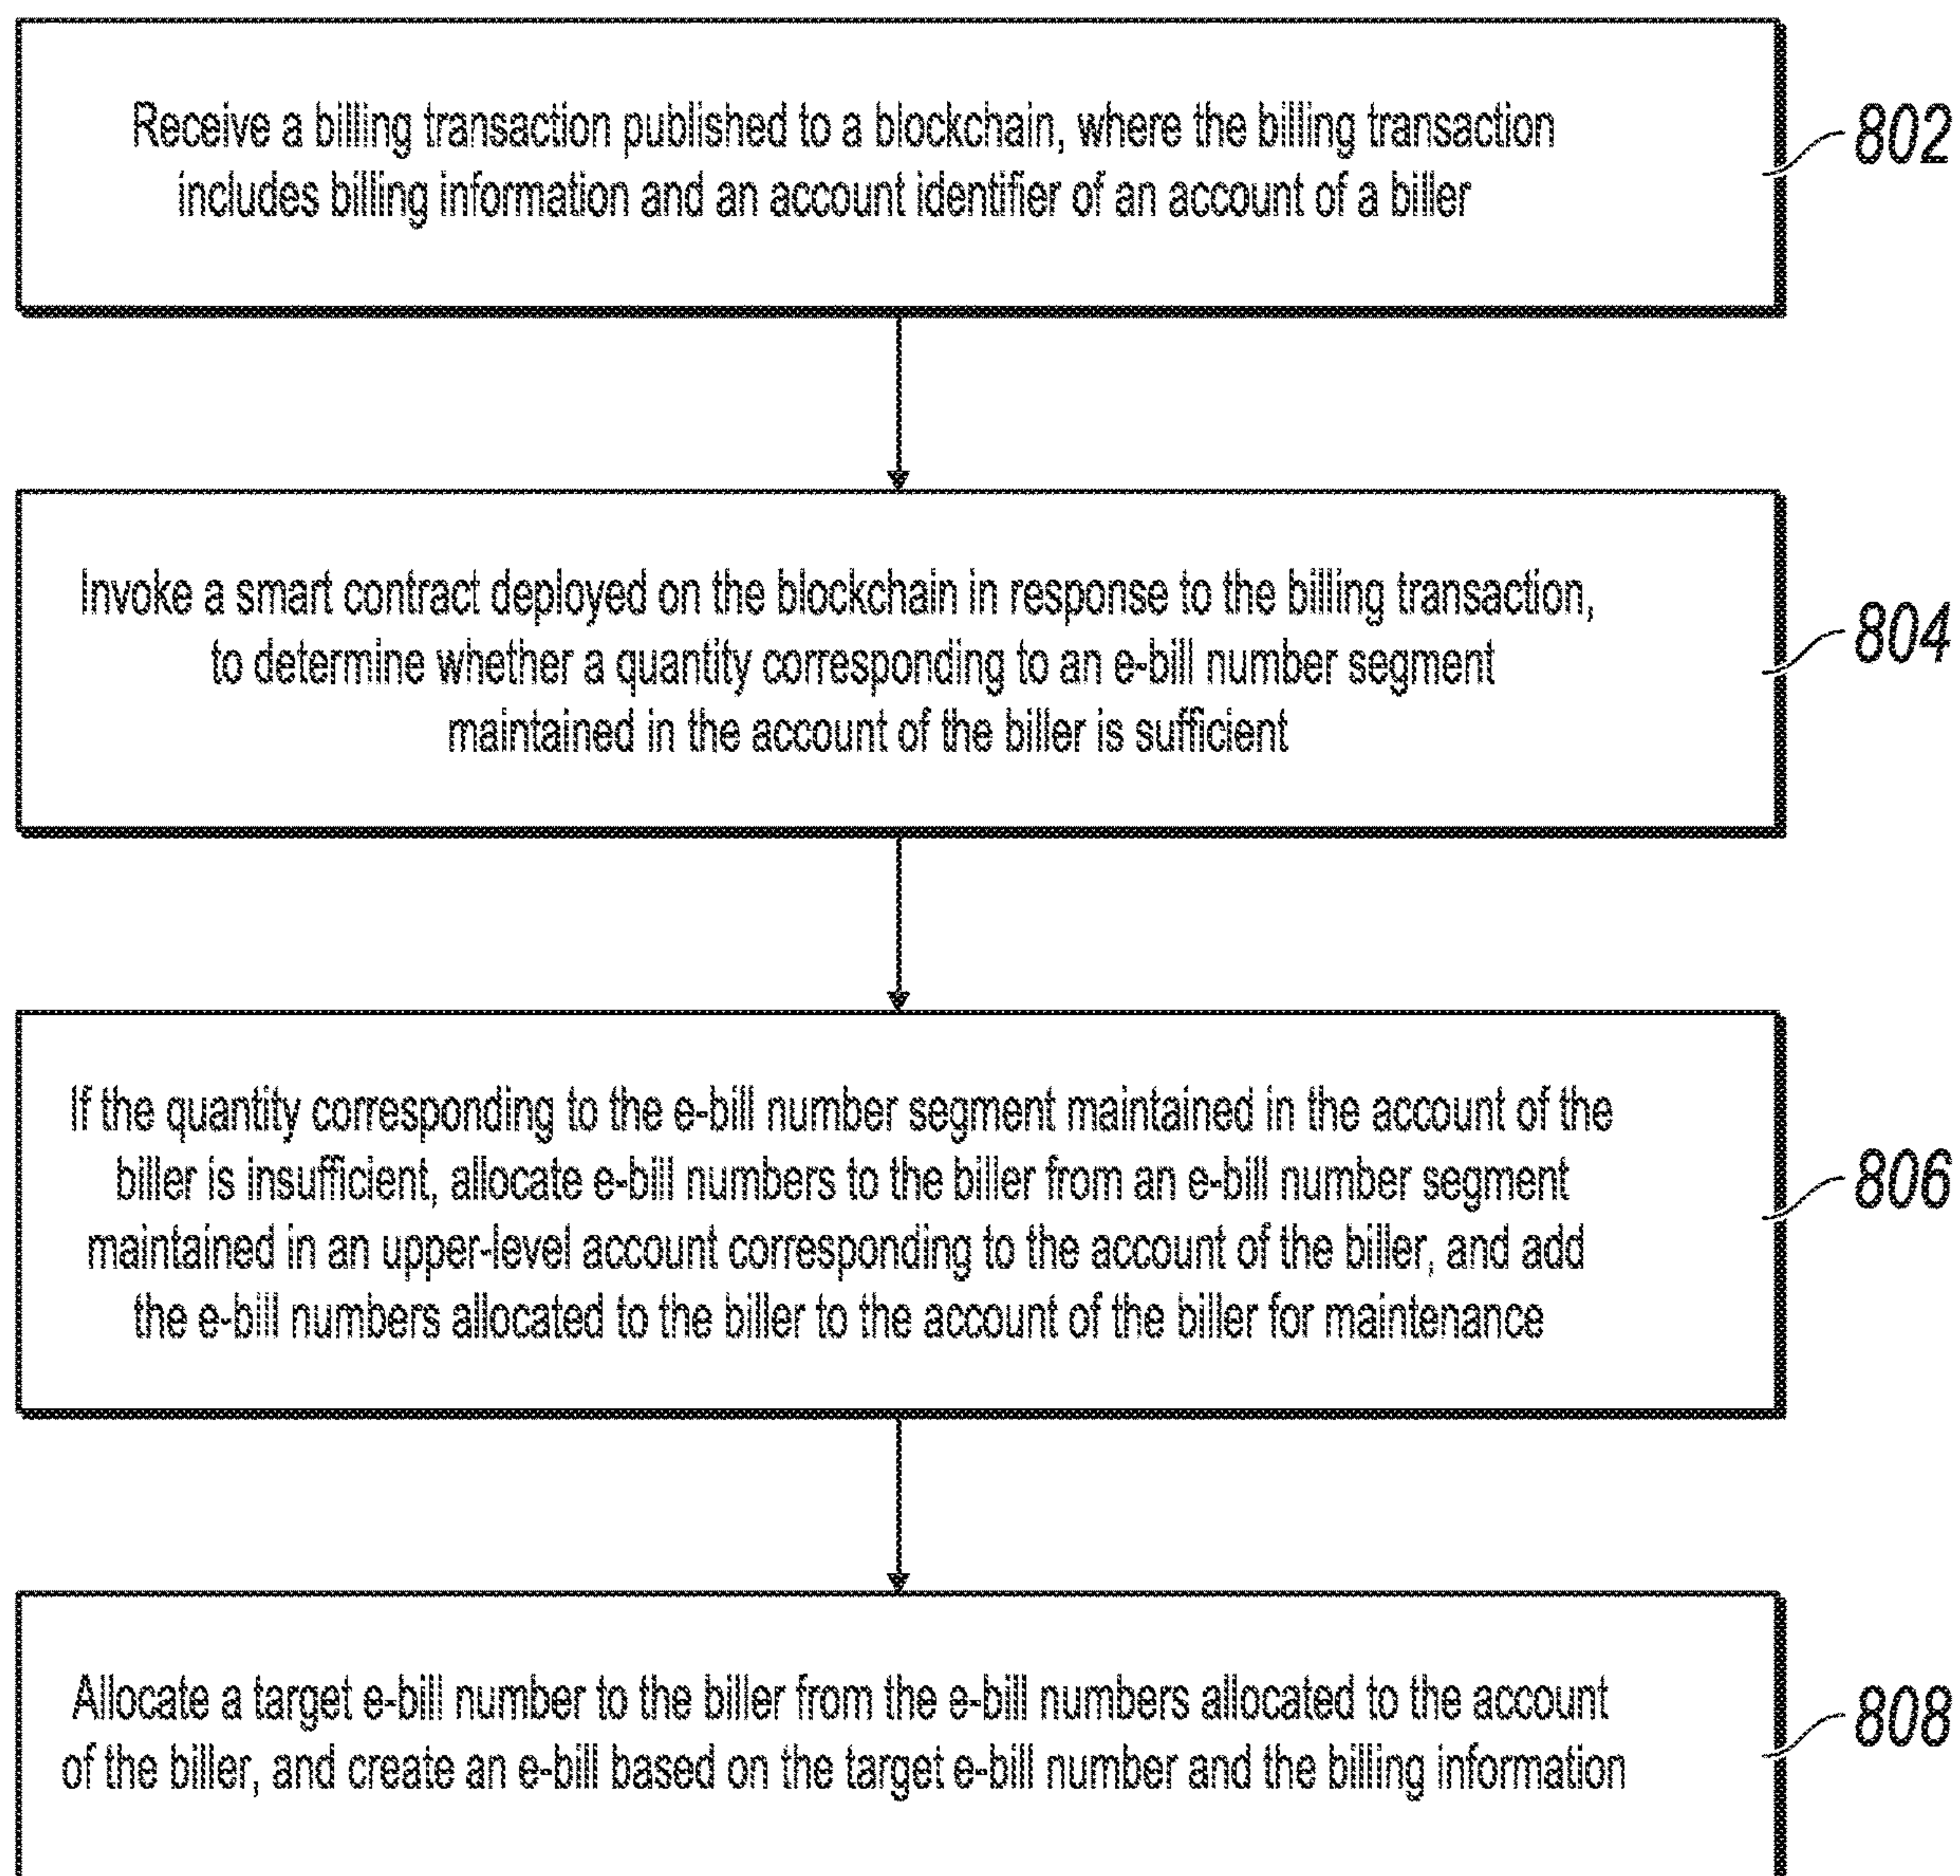 Receive a billing transaction published to a blockchain, where the billing transaction
includes billing information and an account identifier of an account of a biller
802
Invoke a smart contract deployed on the blockchain in response to the billing transaction,
to determine whether a quantity corresponding to an e-bill number segment
maintained in the account of the biller is sufficient
804
If the quantity corresponding to the e-bill number segment maintained in the account of the
biller is insufficient, allocate e-bill numbers to the biller from an e-bill number segment
maintained in an upper-level account corresponding to the account of the biller, and add
the e-bill numbers allocated to the biller to the account of the biller for maintenance
806
Allocate a target e-bill number to the biller from the e-bill numbers allocated to the account
of the biller, and create an e-bill based on the target e-bill number and the billing information
808